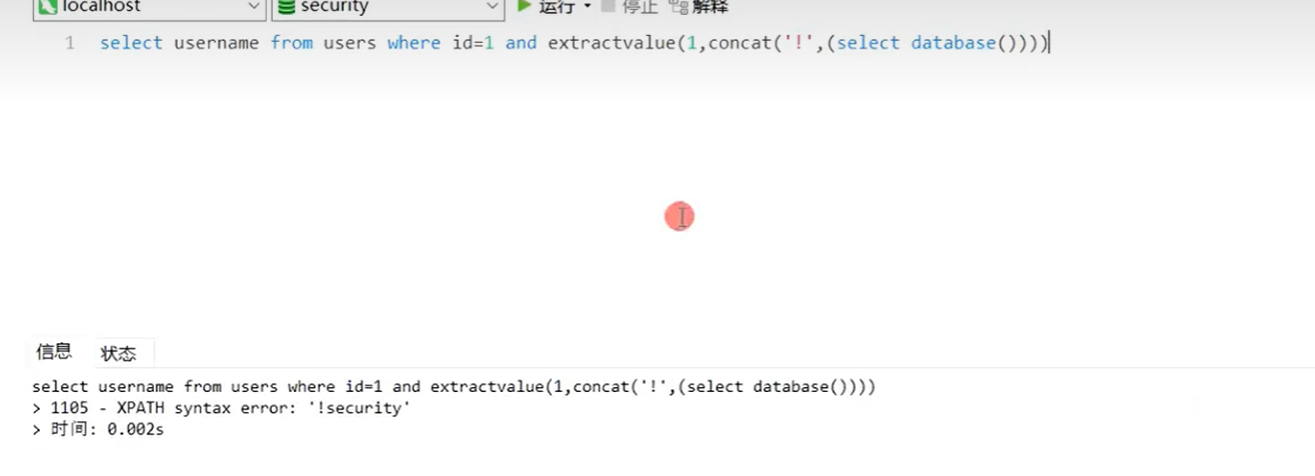 localhost security 运行 停止 解释
1 select username from users where id=1 and extractvalue(1,concat('!',(select database())))
信息 状态
select username from users where id=1 and extractvalue(1,concat('!',(select database())))
> 1105 - XPATH syntax error: '!security'
> 时间: 0.002s